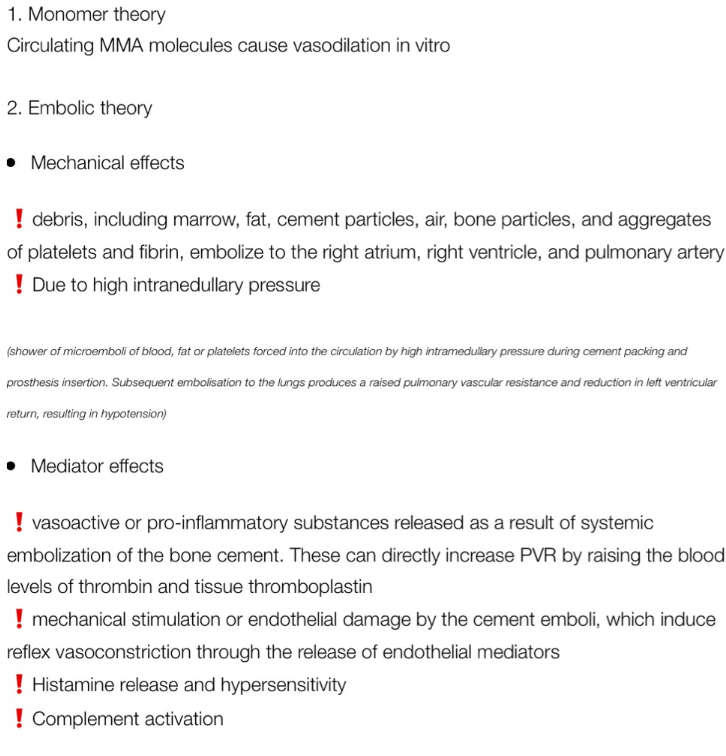 1. Monomer theory
Circulating MMA molecules cause vasodilation in vitro
2. Embolic theory
• Mechanical effects
❗ debris, including marrow, fat, cement particles, air, bone particles, and aggregates
of platelets and fibrin, embolize to the right atrium, right ventricle, and pulmonary artery
❗ Due to high intranedullary pressure
(shower of microemboli of blood, fat or platelets forced into the circulation by high intramedullary pressure during cement packing and
prosthesis insertion. Subsequent embolisation to the lungs produces a raised pulmonary vascular resistance and reduction in left ventricular
return, resulting in hypotension)
• Mediator effects
❗ vasoactive or pro-inflammatory substances released as a result of systemic
embolization of the bone cement. These can directly increase PVR by raising the blood
levels of thrombin and tissue thromboplastin
❗ mechanical stimulation or endothelial damage by the cement emboli, which induce
reflex vasoconstriction through the release of endothelial mediators
❗ Histamine release and hypersensitivity
❗ Complement activation